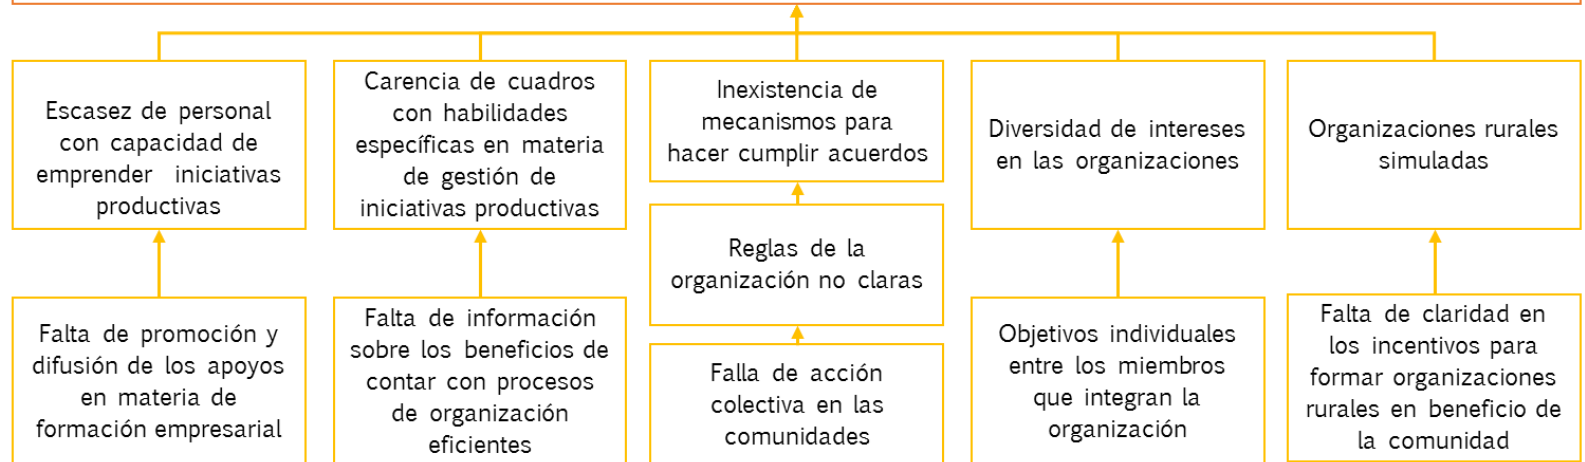 Escasez de personal
con capacidad de
emprender iniciativas
productivas
Carencia de cuadros
con habilidades
específicas en materia
de gestión de
iniciativas productivas
Inexistencia de
mecanismos para
hacer cumplir acuerdos
Diversidad de intereses
en las organizaciones
Organizaciones rurales
simuladas
Reglas de la
organización no claras
Falta de promoción y
difusión de los apoyos
en materia de
formación empresarial
Falta de información
sobre los beneficios de
contar con procesos
de organización
eficientes
Falla de acción
colectiva en las
comunidades
Objetivos individuales
entre los miembros
que integran la
organización
Falta de claridad en
los incentivos para
formar organizaciones
rurales en beneficio de
la comunidad